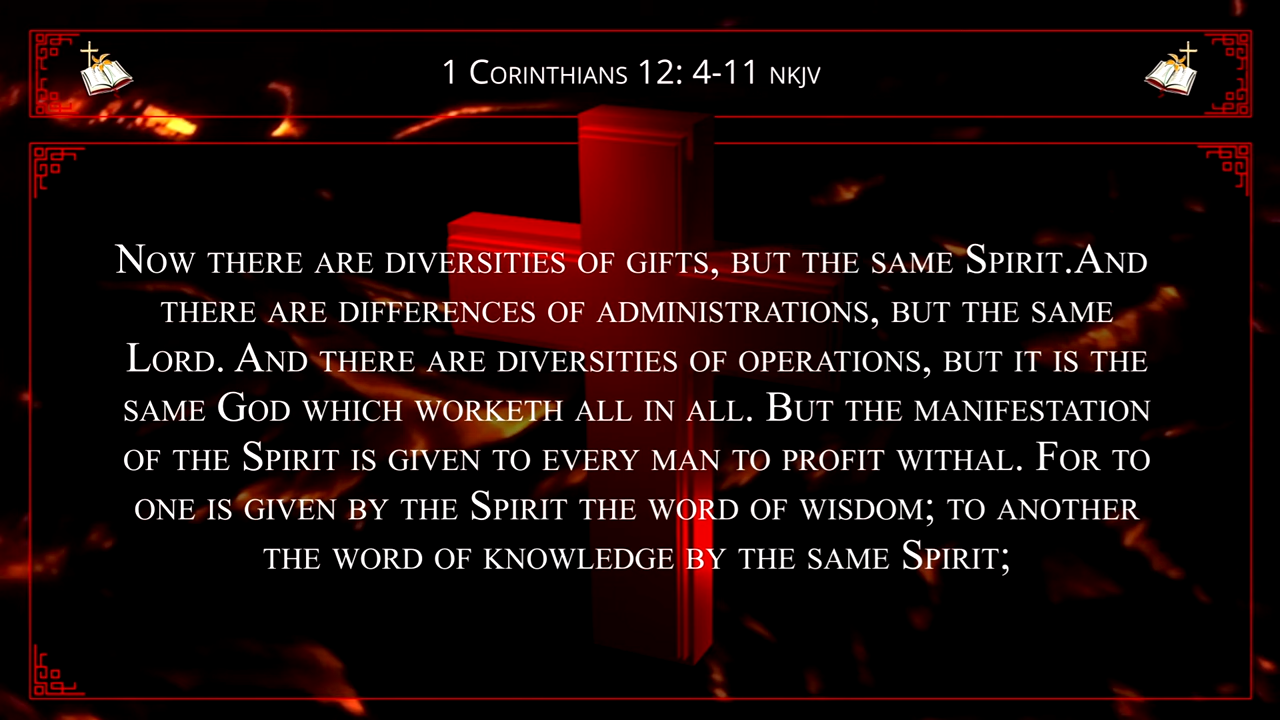 1 Corinthians 12: 4-11 NKJV
Now there are diversities of gifts, but the same Spirit.And
there are differences of administrations, but the same
Lord. And there are diversities of operations, but it is the
same God which worketh all in all. But the manifestation
of the Spirit is given to every man to profit withal. For to
one is given by the Spirit the word of wisdom; to another
the word of knowledge by the same Spirit;